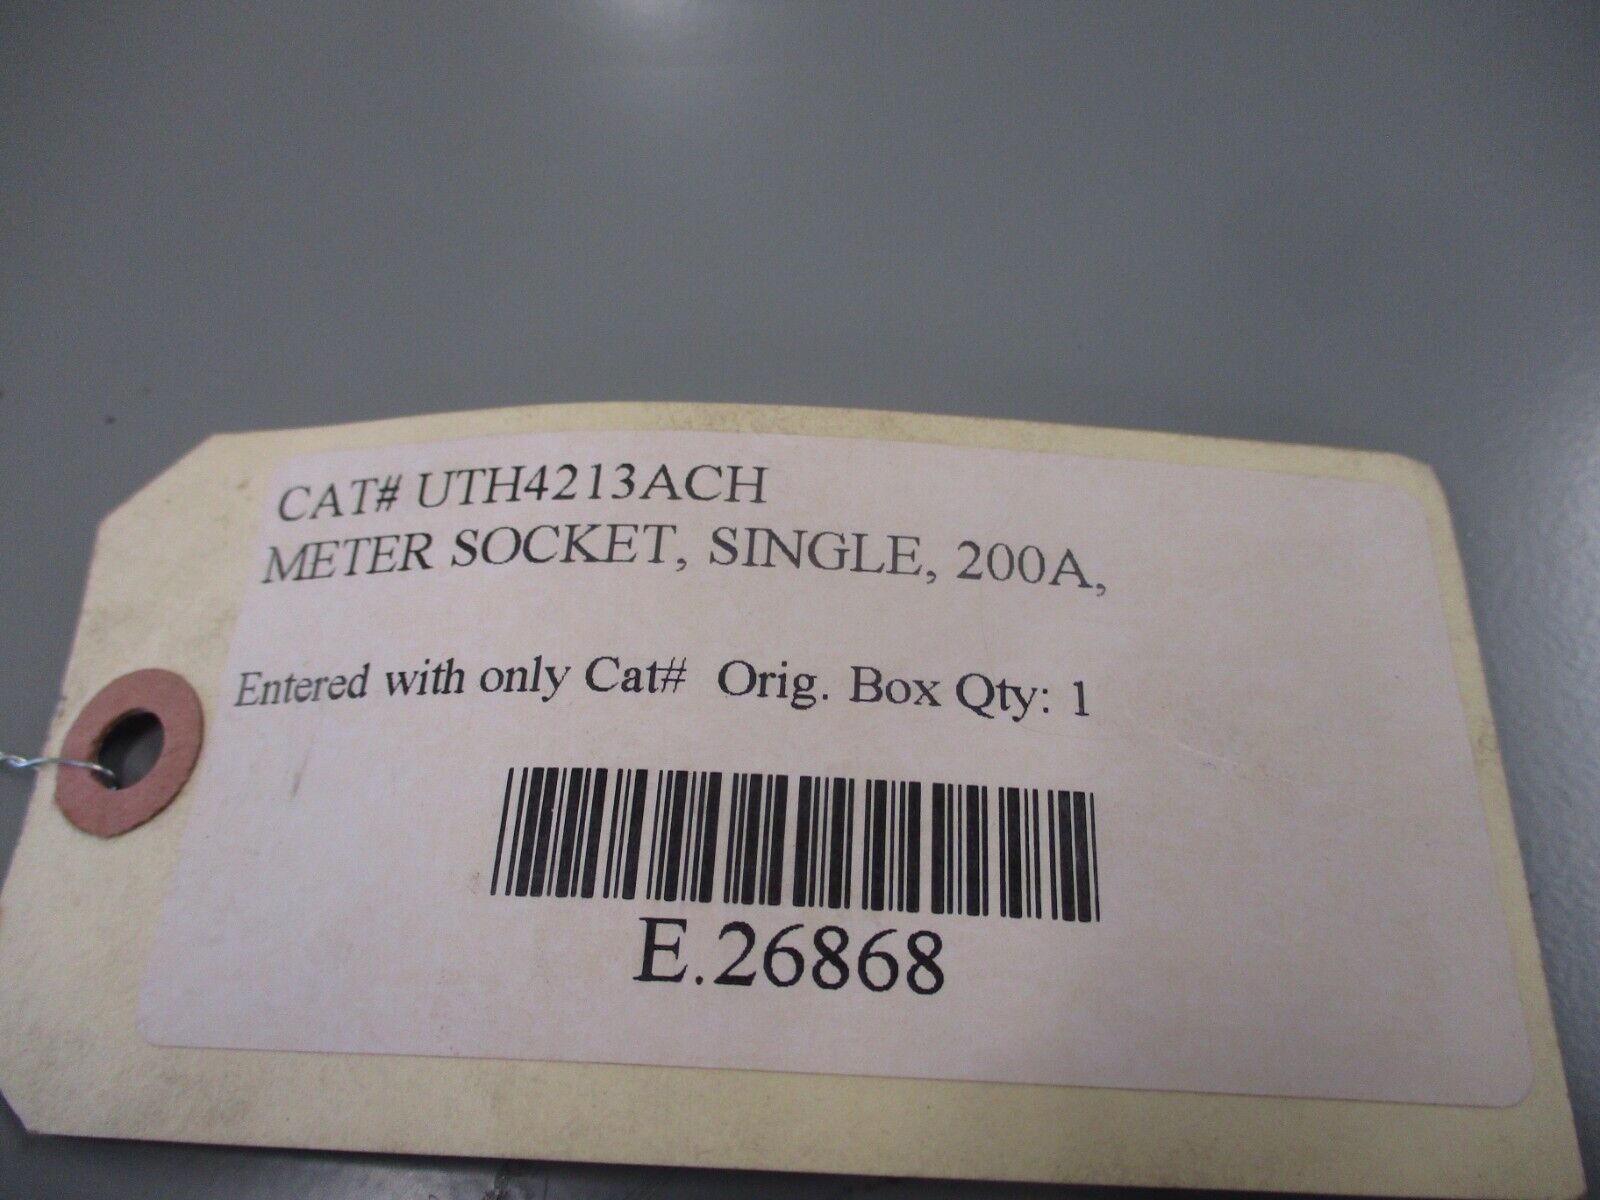 CAT# UTH4213ACH
METER SOCKET, SINGLE, 200A,
Entered with only Cat# Orig. Box Qty: 1
E.26868